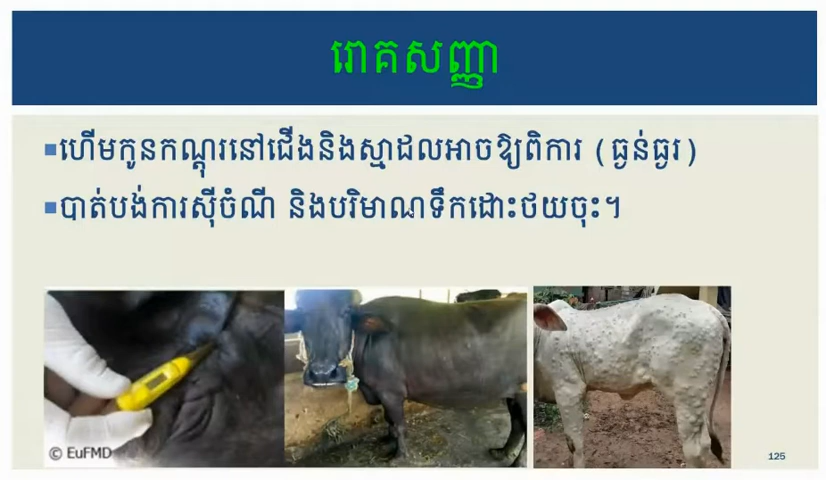 រោគសញ្ញា
ហើមកូនកណ្តុរនៅជើងនិងស្មាដលអាចឱ្យពិការ (ធ្ងន់ធ្ងរ)
បាត់បង់ការស៊ីចំណី និងបរិមាណទឹកដោះថយចុះ។
© EuFMD
125